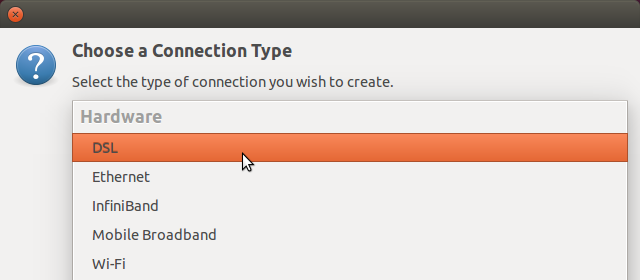 Choose a Connection Type
Select the type of connection you wish to create.
Hardware
DSL
Ethernet
InfiniBand
Mobile Broadband
Wi-Fi